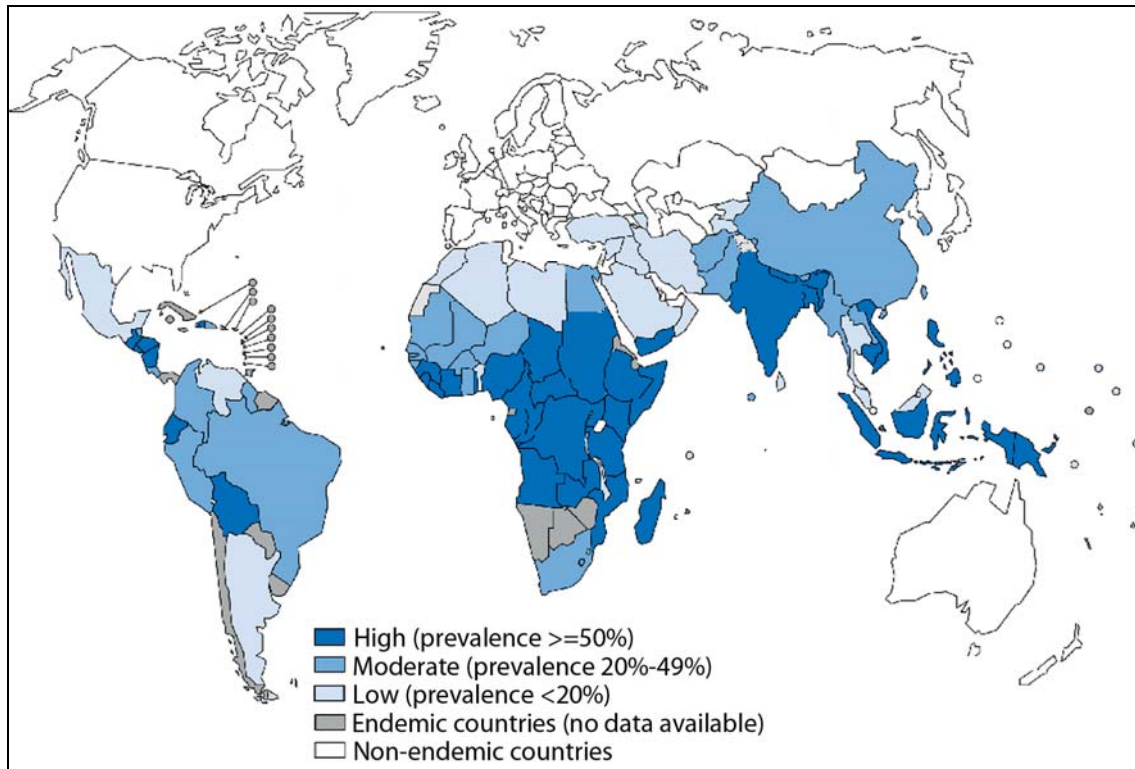 High (prevalence >=50%)
Moderate (prevalence 20%-49%)
Low (prevalence <20%)
Endemic countries (no data available)
Non-endemic countries